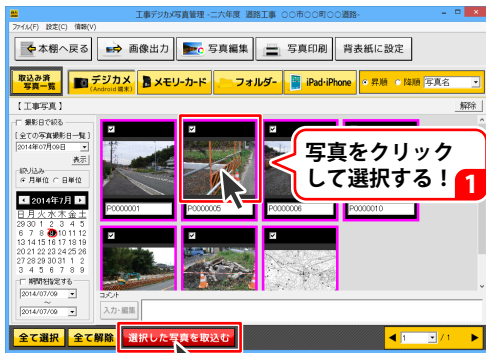 工事デジカメ写真管理 -二六年度 道路工事 〇〇市〇〇町〇〇道路-
ファイル(F) 設定(C) 情報(V)
本棚へ戻る
画像出力
写真編集
写真印刷
背表紙に設定
取込み済
写真一覧
デジカメ
(Android 端末)
メモリーカード
フォルダー
iPad・iPhone
昇順
降順
写真名
【 工事写真 】
解除
撮影日で絞る
[ 全ての写真撮影日一覧 ]
2014年07月09日
表示
絞り込み
月単位 日単位
2014年7月
日 月 火 水 木 金 土
29 30 1 2 3 4 5
6 7 8 9 10 11 12
13 14 15 16 17 18 19
20 21 22 23 24 25 26
27 28 29 30 31 1 2
3 4 5 6 7 8 9
期間を指定する
2014/07/09
～
2014/07/09
P0000001
P0000005
P0000006
P0000010
写真をクリック
して選択する！
1
コメント
入力・編集
全て選択
全て解除
選択した写真を取込む
1
/ 1